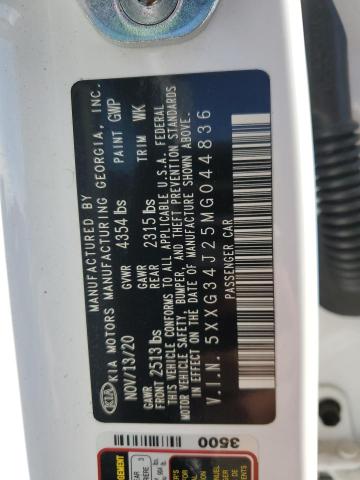 KIA
MANUFACTURED BY
KIA MOTORS MANUFACTURING GEORGIA, INC.
NOV/13/20 GVWR 4354 lbs PAINT GWP
GAWR FRONT 2513 lbs GAWR REAR 2315 lbs TRIM WK
THIS VEHICLE CONFORMS TO ALL APPLICABLE U.S.A. FEDERAL
MOTOR VEHICLE SAFETY, BUMPER, AND THEFT PREVENTION STANDARDS
IN EFFECT ON THE DATE OF MANUFACTURE SHOWN ABOVE.
V.I.N. 5XXG34J25MG044836
PASSENGER CAR
3500